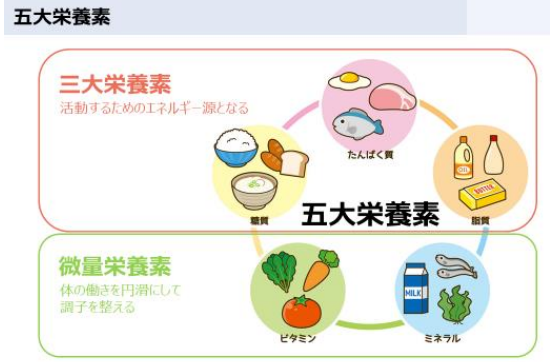 五大栄養素
三大栄養素
活動するためのエネルギー源となる
たんぱく質
糖質
五大栄養素
脂質
BUTTER
微量栄養素
体の働きを円滑にして
調子を整える
MILK
ビタミン
ミネラル